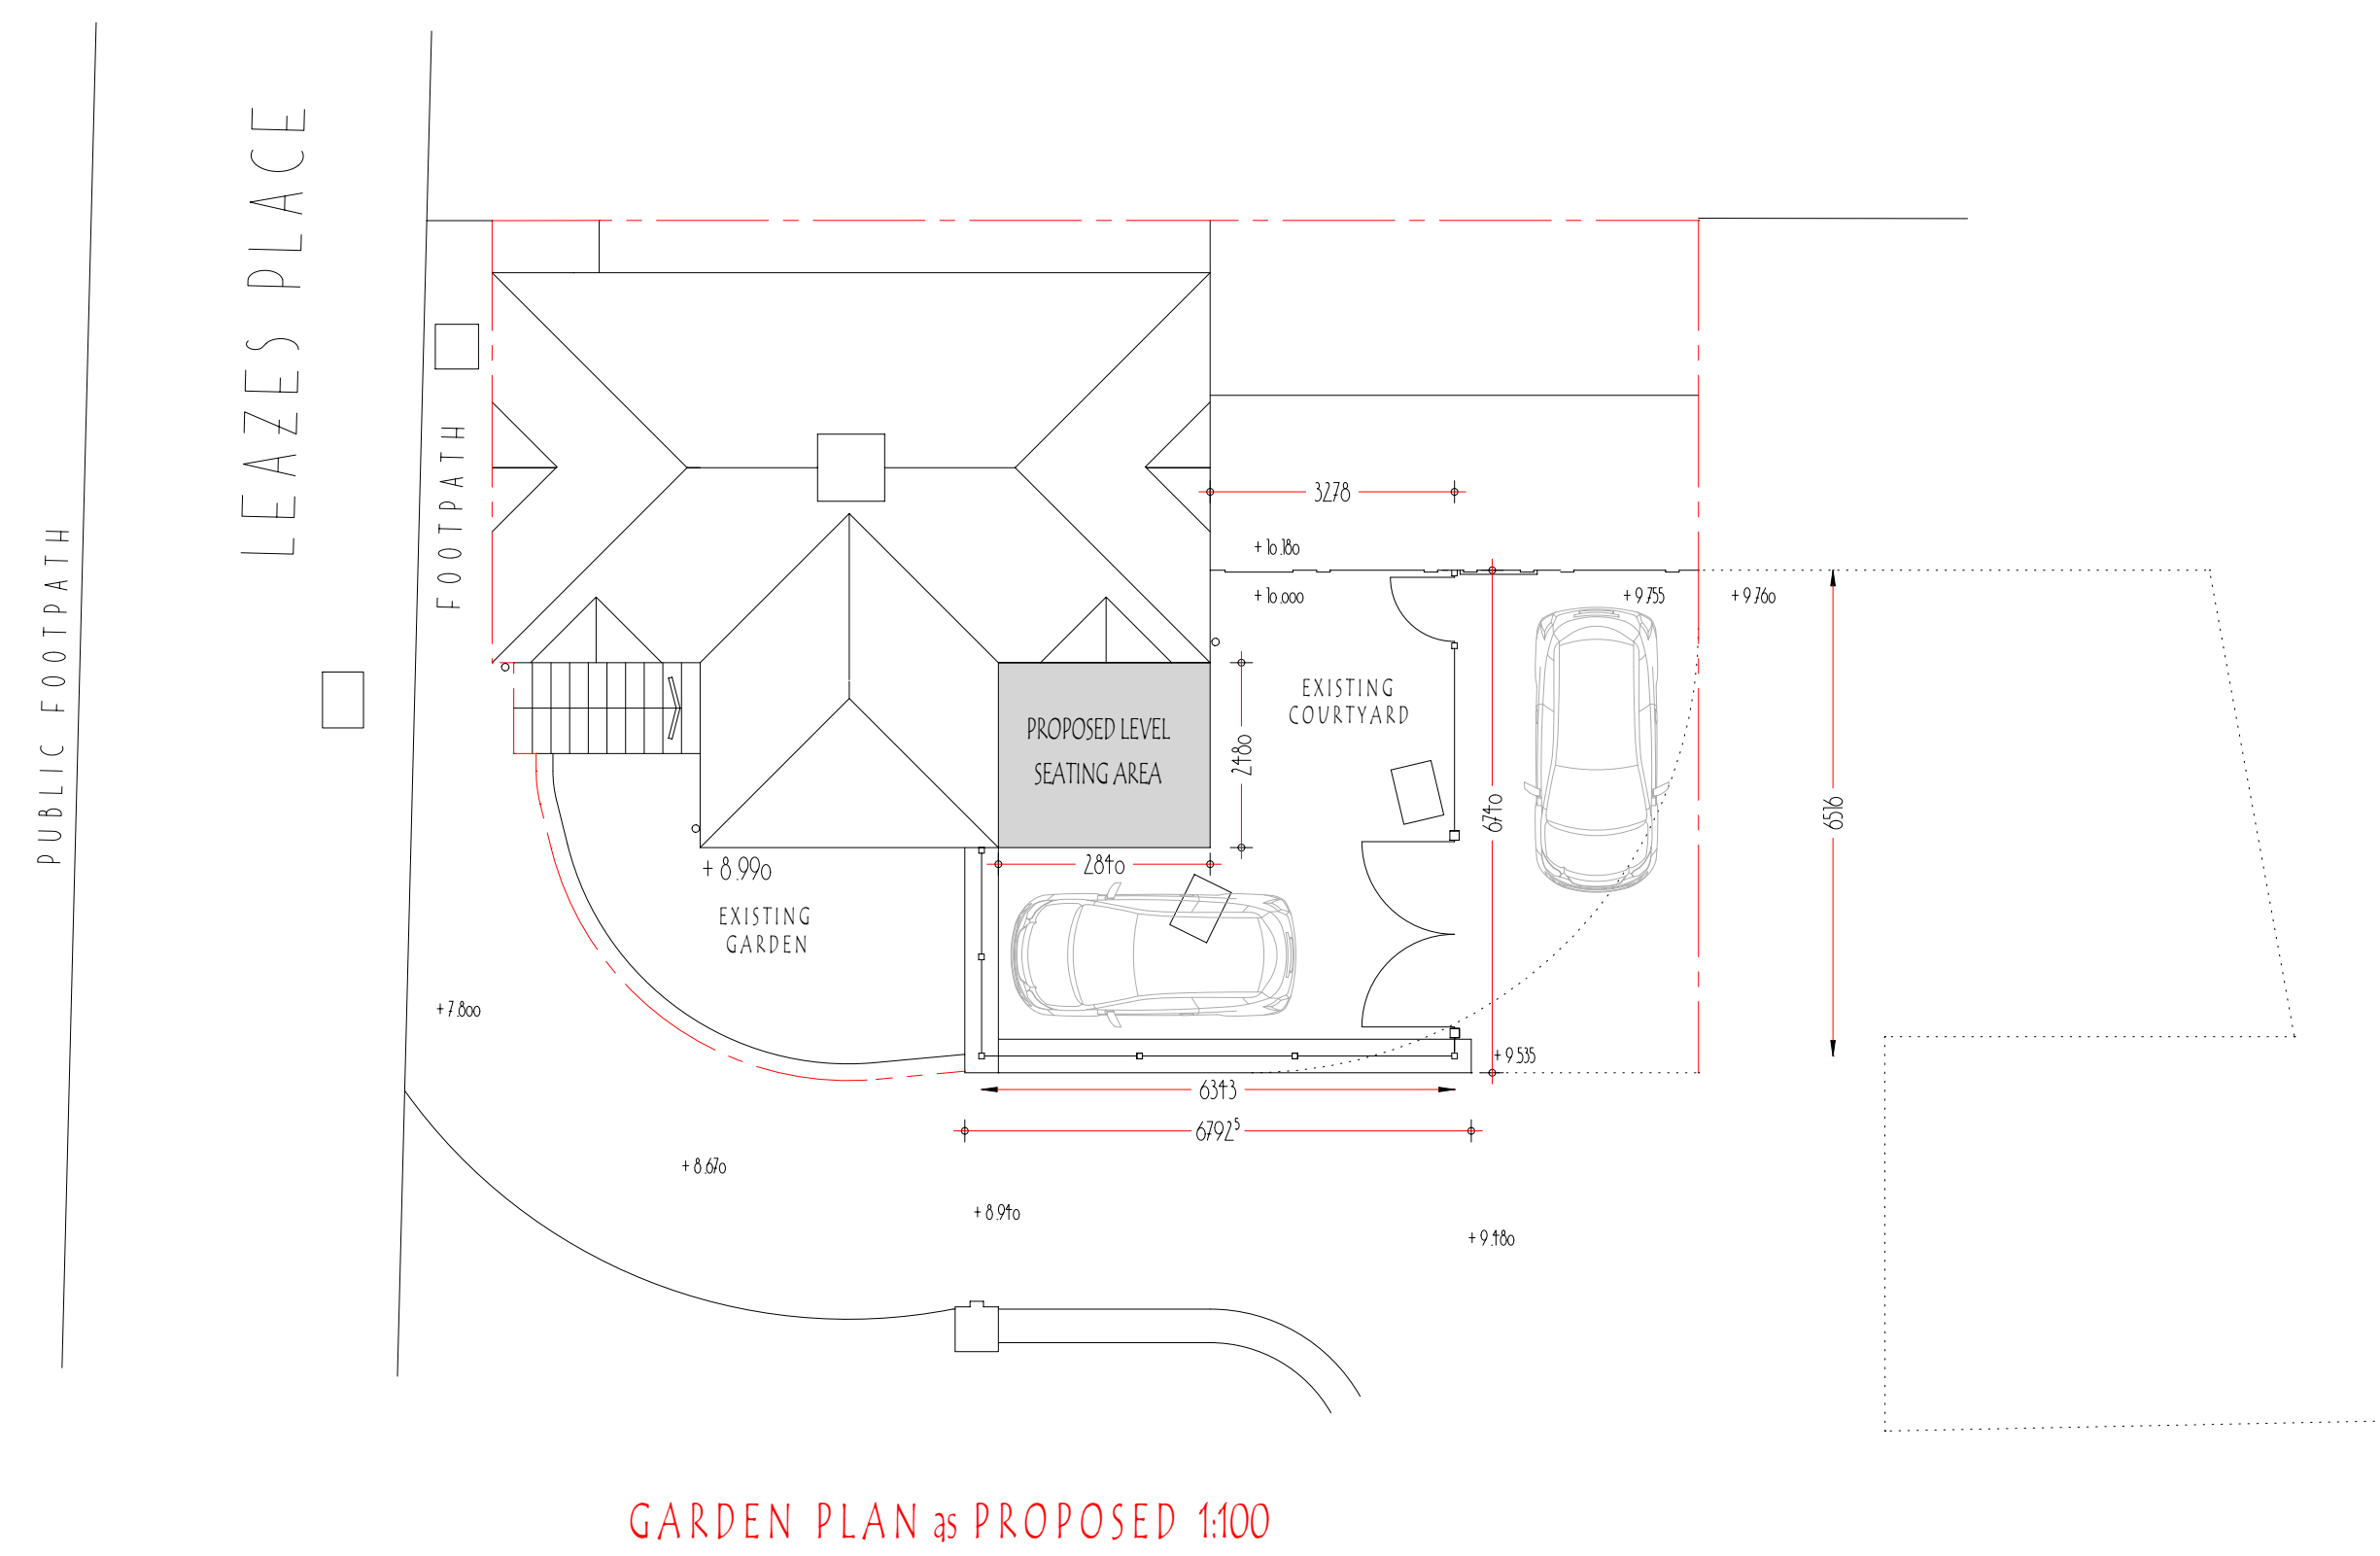 LEAZES PLACE
PUBLIC FOOTPATH
FOOTPATH
3278
+ 10.180
+ 10.000
+ 9.755
+ 9.760
EXISTING
COURTYARD
PROPOSED LEVEL
SEATING AREA
2480
6740
6516
2840
+ 8.990
EXISTING
GARDEN
+ 7.800
+ 9.535
6343
6792⁵
+ 8.670
+ 8.940
+ 9.480
GARDEN PLAN as PROPOSED 1:100